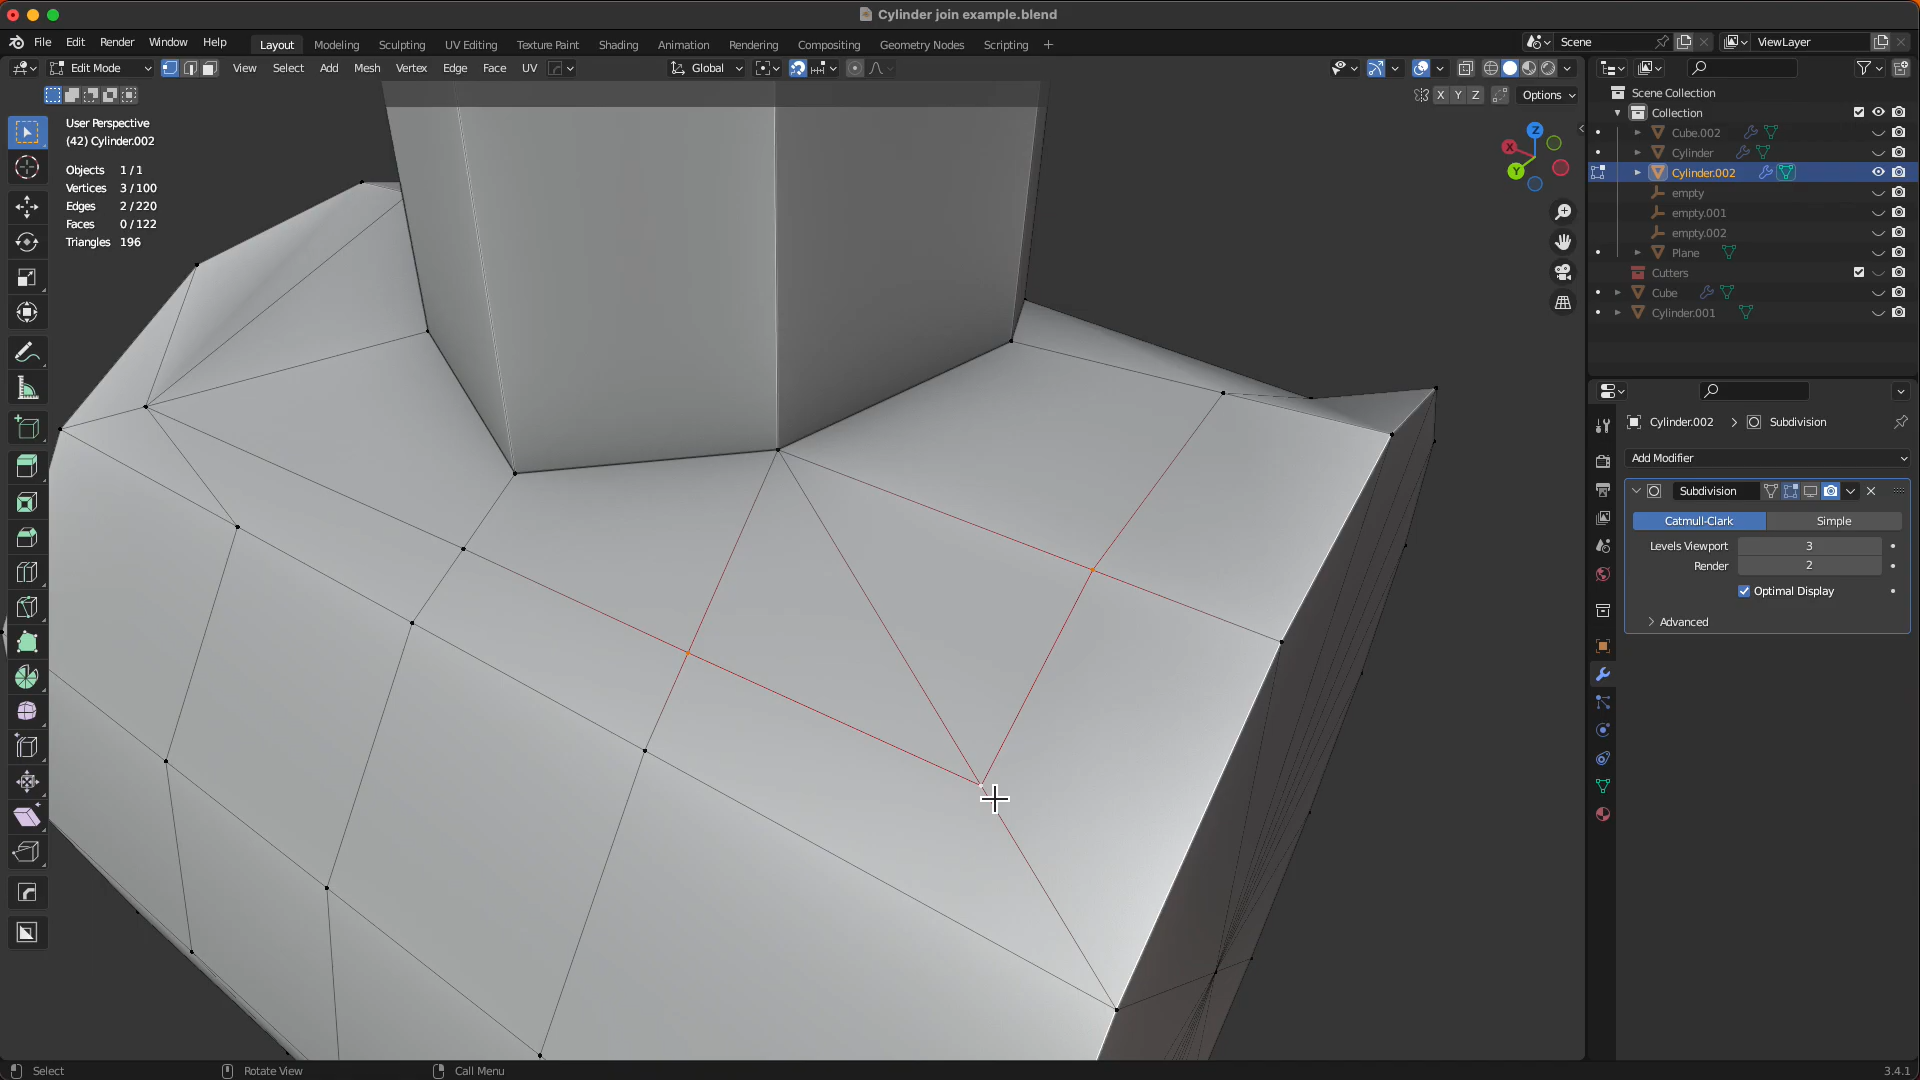 Cylinder join example.blend
File Edit Render Window Help Layout Modeling Sculpting UV Editing Texture Paint Shading Animation Rendering Compositing Geometry Nodes Scripting + Scene ViewLayer
Edit Mode View Select Add Mesh Vertex Edge Face UV Global
X Y Z Options
User Perspective
(42) Cylinder.002
Objects 1 / 1
Vertices 3 / 100
Edges 2 / 220
Faces 0 / 122
Triangles 196
Z
X
Y
Scene Collection
Collection
Cube.002
Cylinder
Cylinder.002
empty
empty.001
empty.002
Plane
Cutters
Cube
Cylinder.001
Cylinder.002 > Subdivision
Add Modifier
Subdivision
Catmull-Clark Simple
Levels Viewport 3
Render 2
Optimal Display
Advanced
Select Rotate View Call Menu 3.4.1